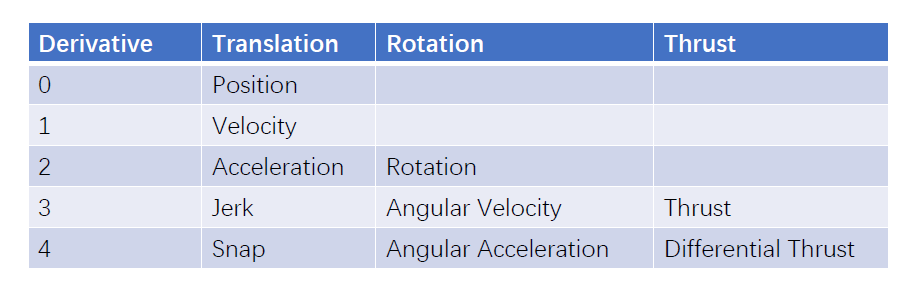 Derivative Translation Rotation Thrust
0 Position
1 Velocity
2 Acceleration Rotation
3 Jerk Angular Velocity Thrust
4 Snap Angular Acceleration Differential Thrust